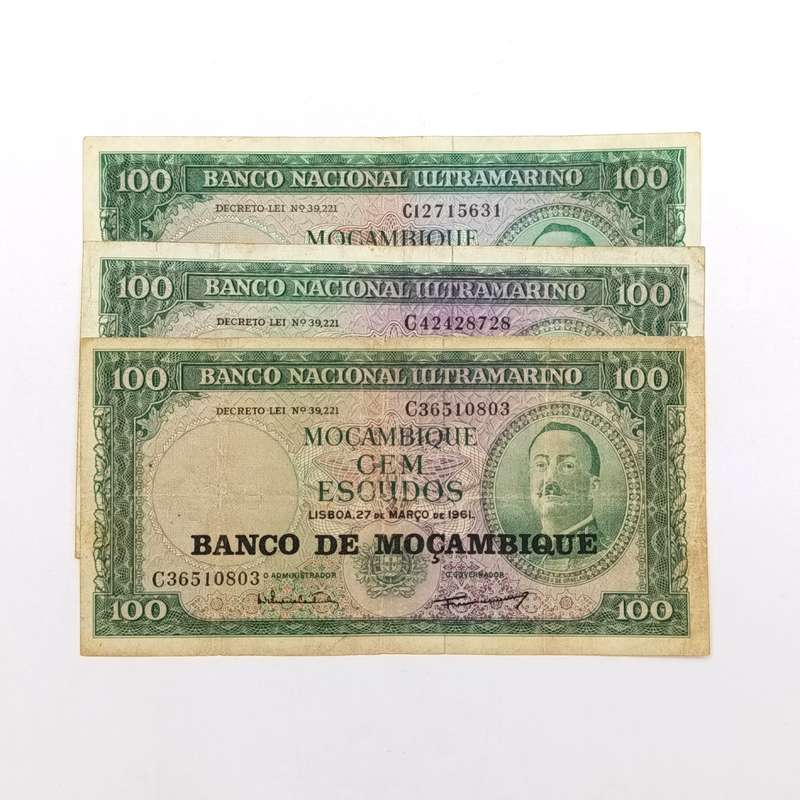 100 BANCO NACIONAL ULTRAMARINO 100
DECRETO-LEI Nº 39,221 C12715631
MOÇAMBIQUE
100 BANCO NACIONAL ULTRAMARINO 100
DECRETO-LEI Nº 39,221 C42428728
100 BANCO NACIONAL ULTRAMARINO 100
DECRETO-LEI Nº 39,221 C36510803
MOÇAMBIQUE
CEM
ESCUDOS
LISBOA, 27 DE MARÇO DE 1961.
BANCO DE MOÇAMBIQUE
C36510803 O ADMINISTRADOR O GOVERNADOR
100 100